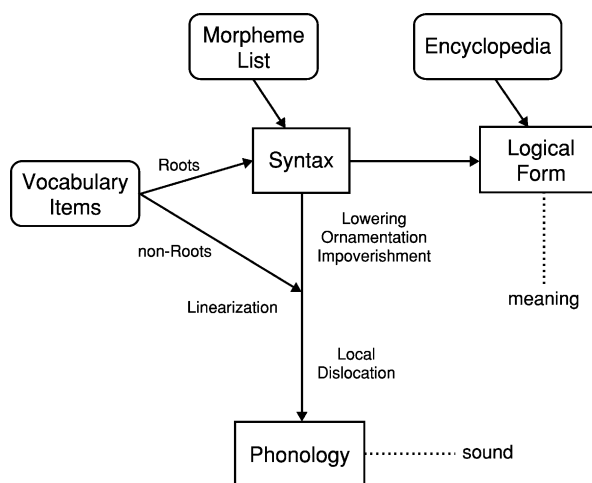 Morpheme
List
Encyclopedia
Roots
Syntax
Logical
Form
Vocabulary
Items
non-Roots
Lowering
Ornamentation
Impoverishment
meaning
Linearization
Local
Dislocation
Phonology
sound